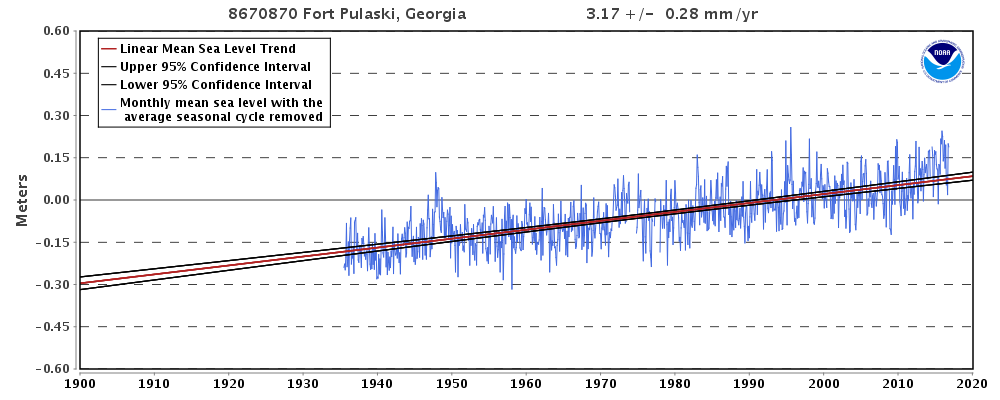 8670870 Fort Pulaski, Georgia 3.17 +/- 0.28 mm/yr
0.60
Linear Mean Sea Level Trend
Upper 95% Confidence Interval
Lower 95% Confidence Interval
Monthly mean sea level with the
average seasonal cycle removed
NOAA
0.45
0.30
0.15
0.00
-0.15
-0.30
-0.45
-0.60
Meters
1900 1910 1920 1930 1940 1950 1960 1970 1980 1990 2000 2010 2020